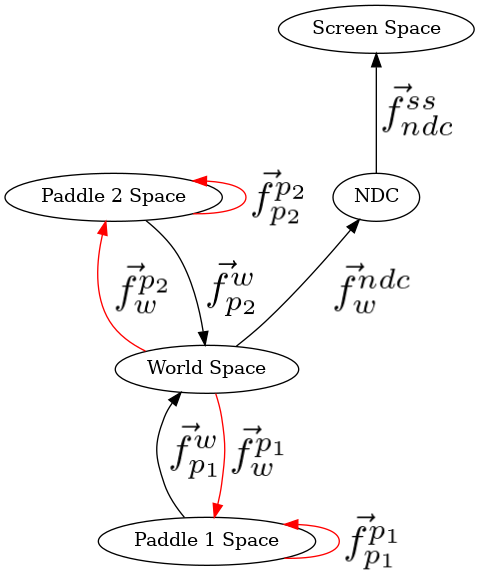 Screen Space
$\vec{f}_{ndc}^{ss}$
Paddle 2 Space
$\vec{f}_{p_2}^{p_2}$
NDC
$\vec{f}_{w}^{p_2}$
$\vec{f}_{p_2}^{w}$
$\vec{f}_{w}^{ndc}$
World Space
$\vec{f}_{p_1}^{w}$
$\vec{f}_{w}^{p_1}$
Paddle 1 Space
$\vec{f}_{p_1}^{p_1}$